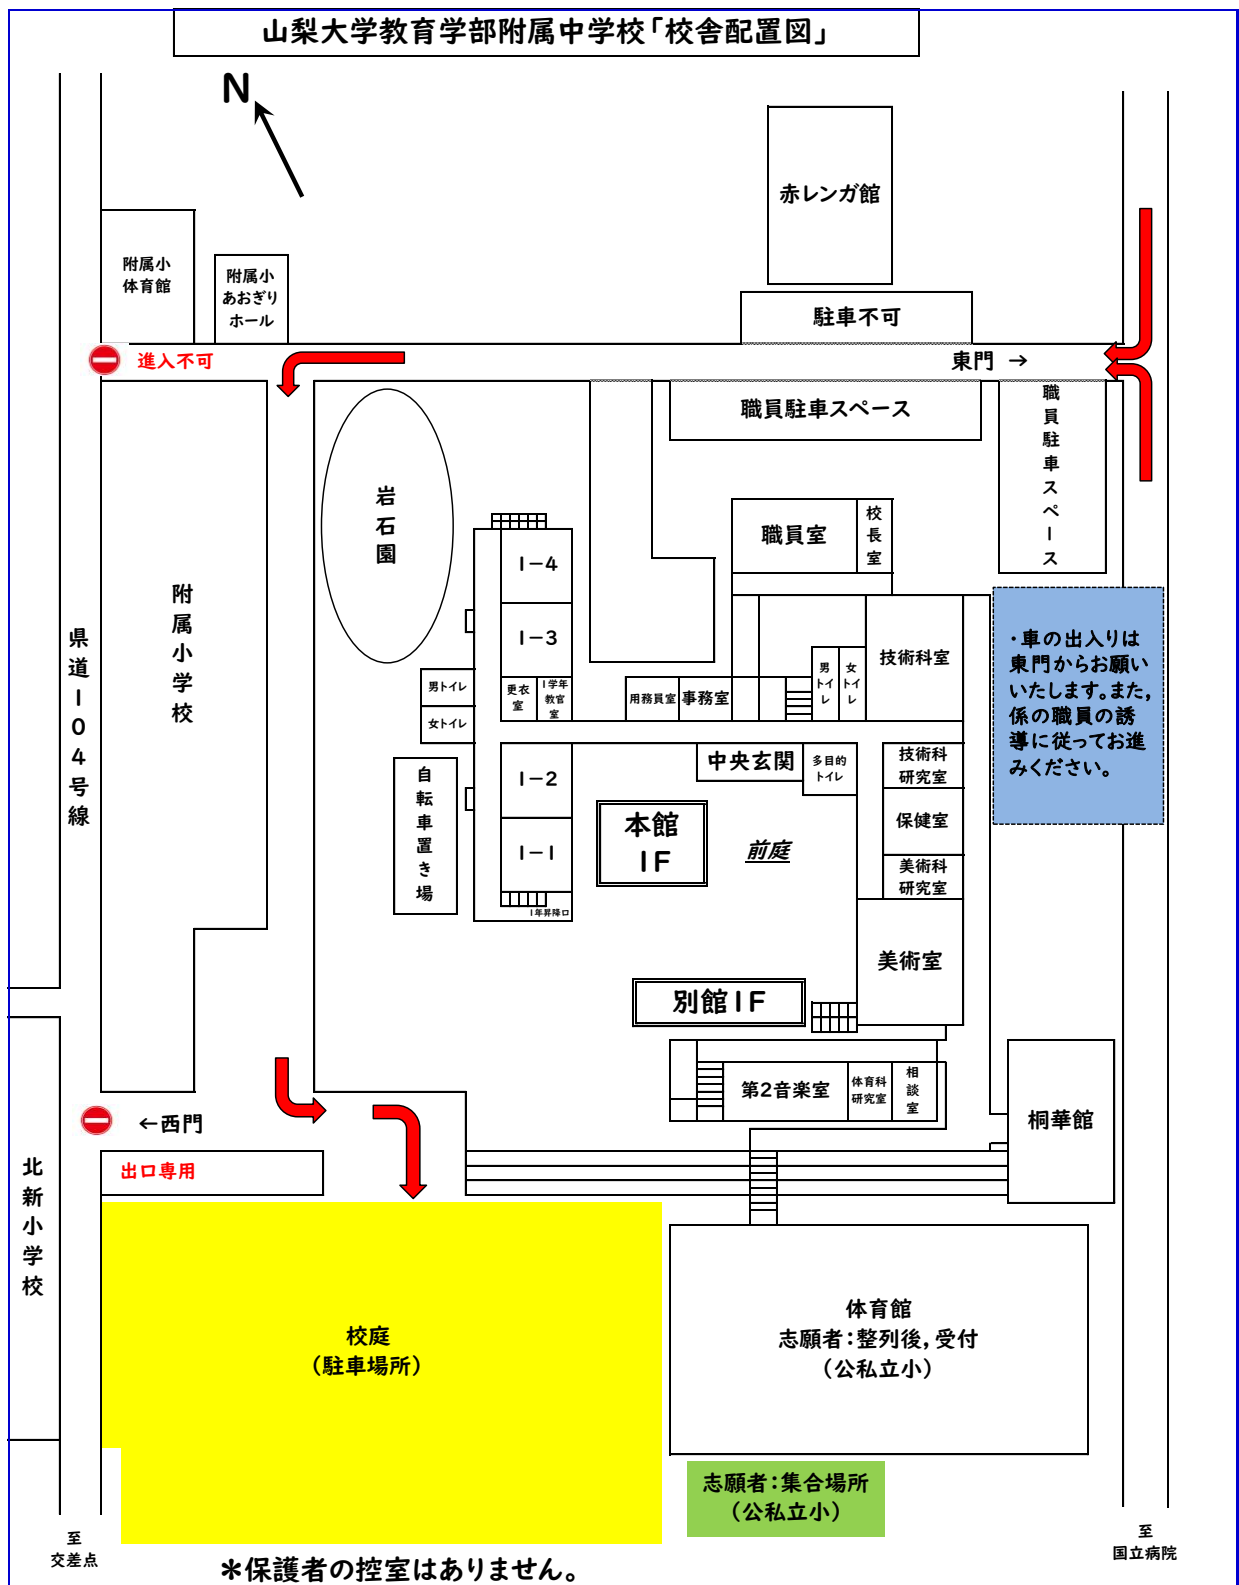 山梨大学教育学部附属中学校「校舎配置図」
N
赤レンガ館
附属小
体育館
附属小
あおぎり
ホール
駐車不可
進入不可
東門 →
職員駐車スペース
職員駐車スペース
岩石園
職員室
校長室
1-4
附属小学校
県道104号線
・車の出入りは
東門からお願い
いたします。また,
係の職員の誘
導に従ってお進
みください。
1-3
技術科室
男トイレ
女トイレ
男トイレ
更衣室
1学年
教官
室
用務員室
事務室
女トイレ
中央玄関
多目的
トイレ
技術科
研究室
自転車置き場
1-2
本館
1F
前庭
保健室
1-1
美術科
研究室
1年昇降口
美術室
別館1F
第2音楽室
体育科
研究室
相談室
桐華館
←西門
出口専用
北新小学校
校庭
(駐車場所)
体育館
志願者:整列後,受付
(公私立小)
志願者:集合場所
(公私立小)
至
交差点
至
国立病院
*保護者の控室はありません。